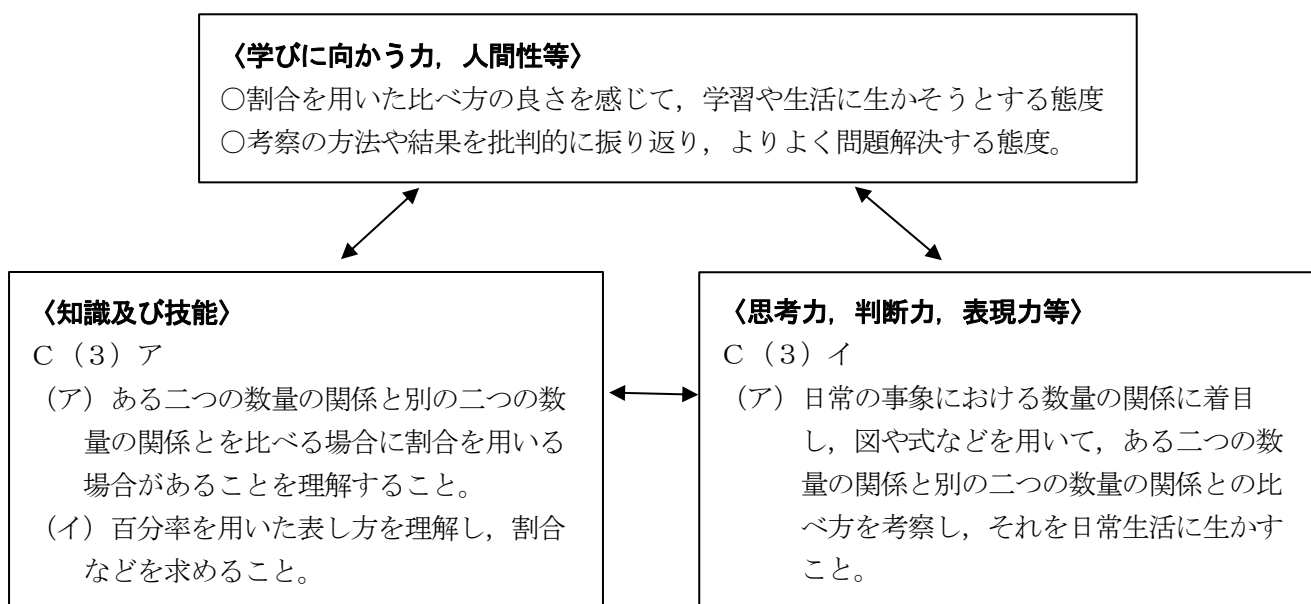 〈学びに向かう力，人間性等〉
○割合を用いた比べ方の良さを感じて，学習や生活に生かそうとする態度
○考察の方法や結果を批判的に振り返り，よりよく問題解決する態度。
〈知識及び技能〉
Ｃ（３）ア
（ア）ある二つの数量の関係と別の二つの数
量の関係とを比べる場合に割合を用いる
場合があることを理解すること。
（イ）百分率を用いた表し方を理解し，割合
などを求めること。
〈思考力，判断力，表現力等〉
Ｃ（３）イ
（ア）日常の事象における数量の関係に着目
し，図や式などを用いて，ある二つの数
量の関係と別の二つの数量の関係との比
べ方を考察し，それを日常生活に生かす
こと。